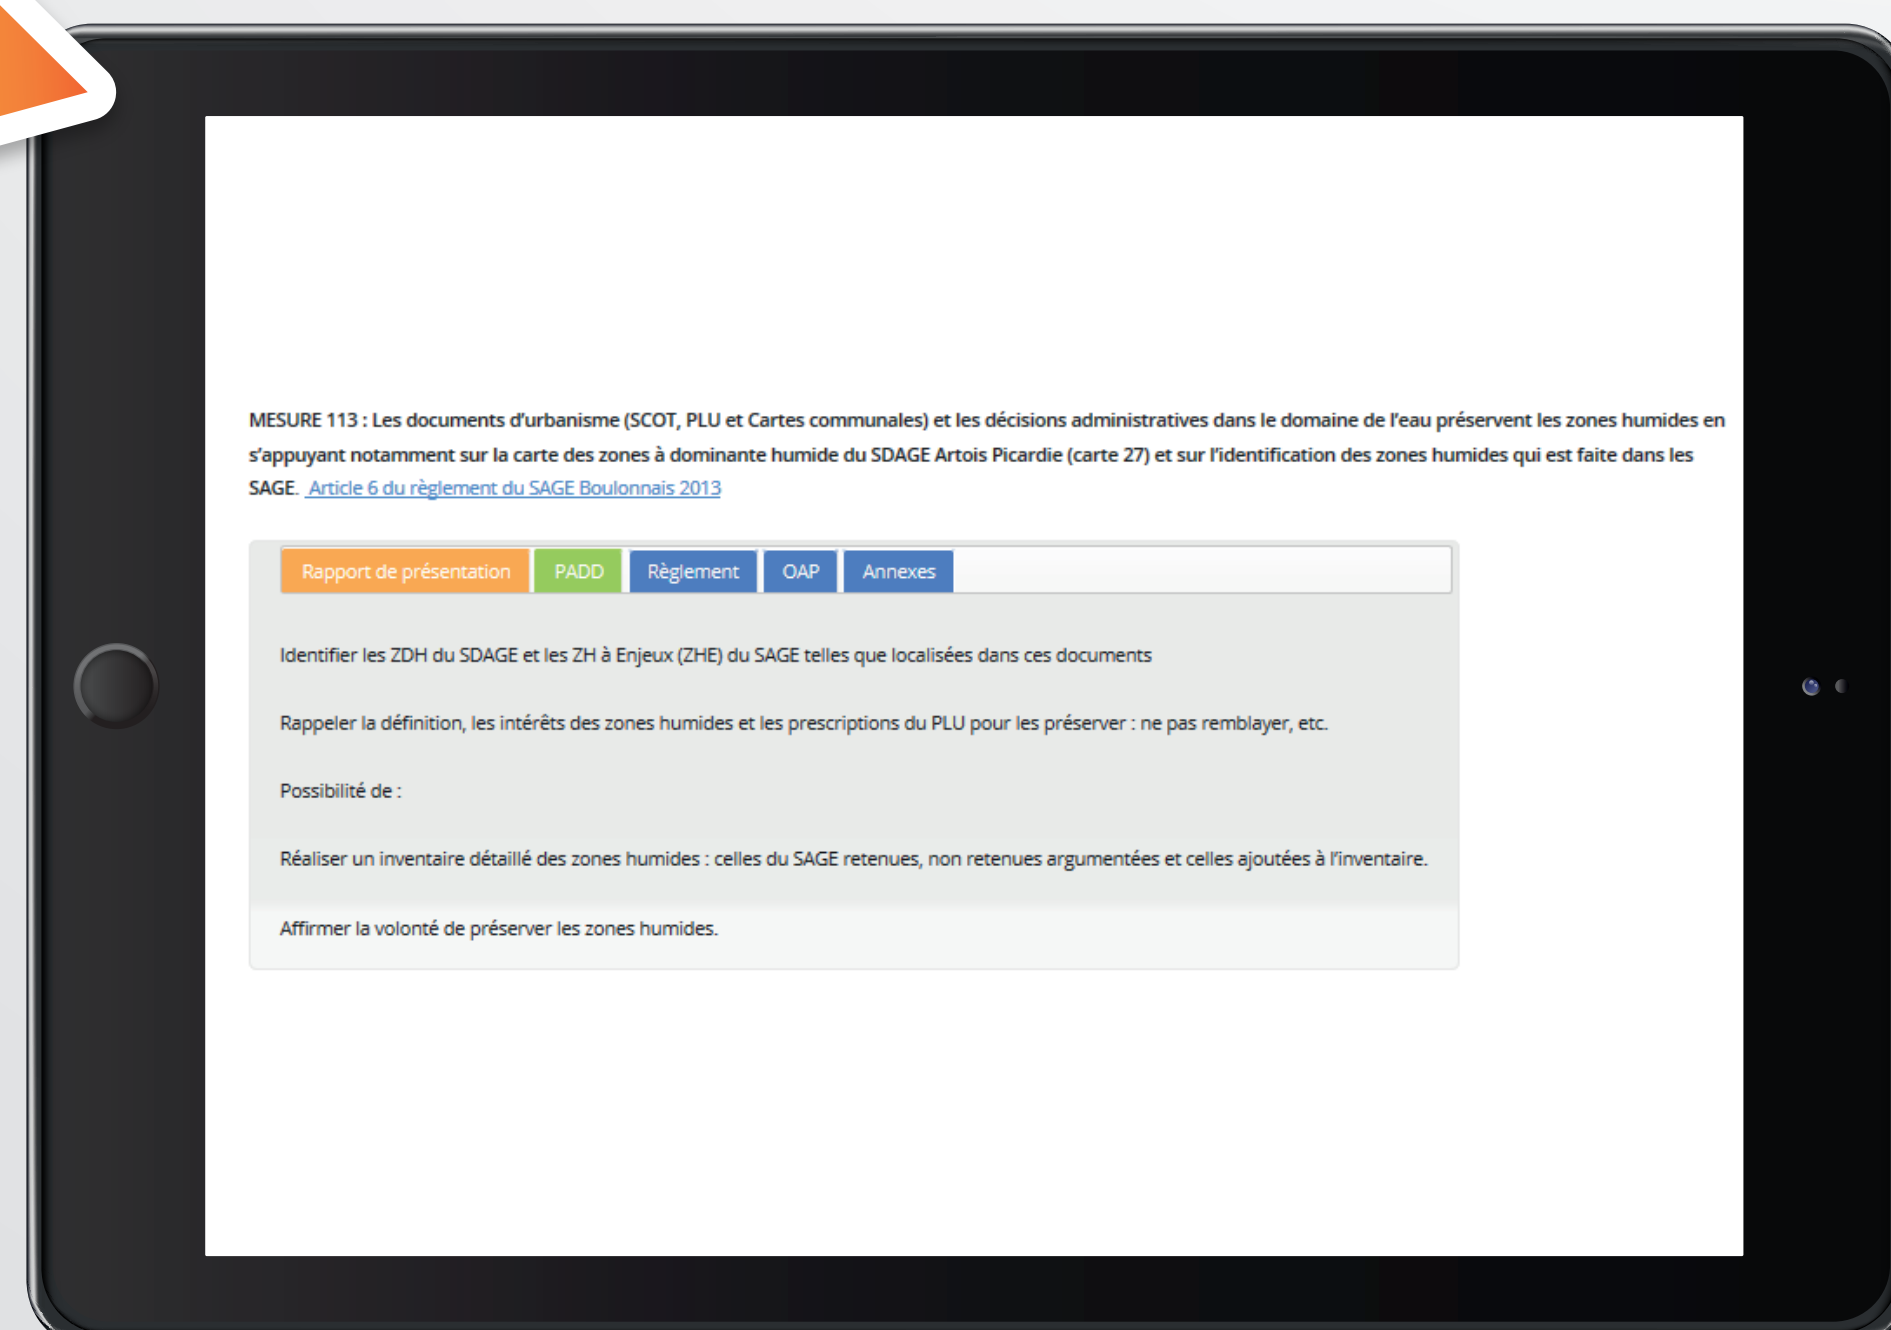 MESURE 113 : Les documents d’urbanisme (SCOT, PLU et Cartes communales) et les décisions administratives dans le domaine de l’eau préservent les zones humides en
s’appuyant notamment sur la carte des zones à dominante humide du SDAGE Artois Picardie (carte 27) et sur l’identification des zones humides qui est faite dans les
SAGE. Article 6 du règlement du SAGE Boulonnais 2013
Rapport de présentation PADD Règlement OAP Annexes
Identifier les ZDH du SDAGE et les ZH à Enjeux (ZHE) du SAGE telles que localisées dans ces documents
Rappeler la définition, les intérêts des zones humides et les prescriptions du PLU pour les préserver : ne pas remblayer, etc.
Possibilité de :
Réaliser un inventaire détaillé des zones humides : celles du SAGE retenues, non retenues argumentées et celles ajoutées à l’inventaire.
Affirmer la volonté de préserver les zones humides.